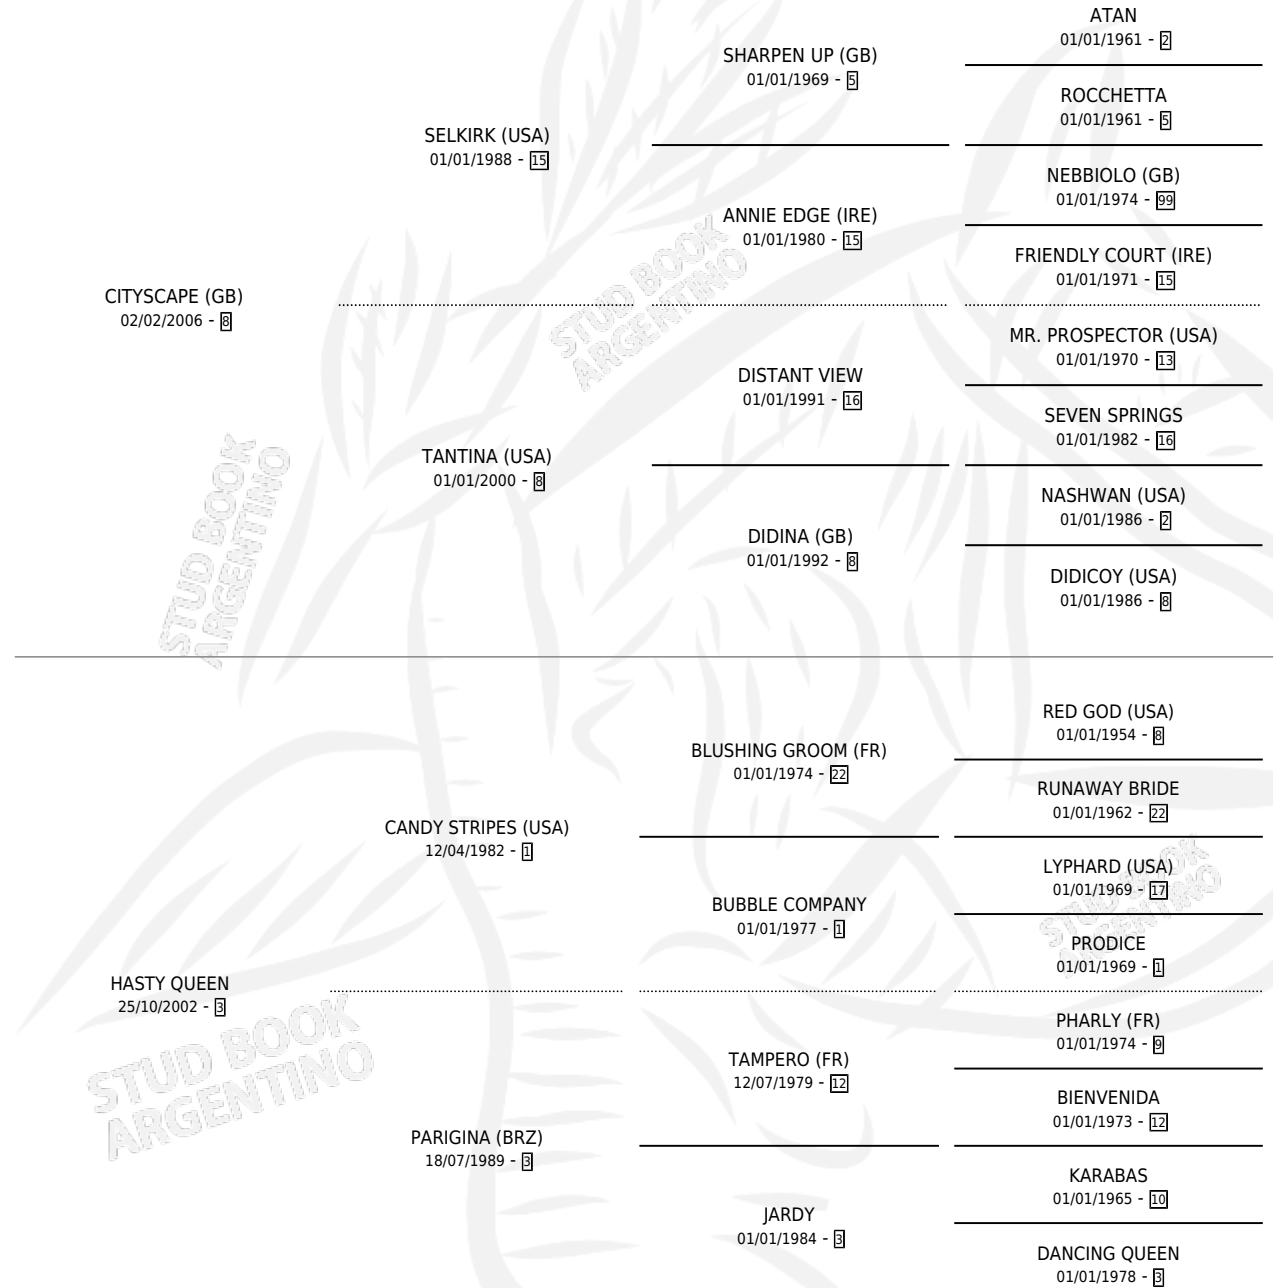 ATAN
01/01/1961 - 2
SHARPEN UP (GB)
01/01/1969 - 5
ROCCHETTA
01/01/1961 - 5
SELKIRK (USA)
01/01/1988 - 15
NEBBIOLO (GB)
01/01/1974 - 99
ANNIE EDGE (IRE)
01/01/1980 - 15
FRIENDLY COURT (IRE)
01/01/1971 - 15
CITYSCAPE (GB)
02/02/2006 - 8
STUD BOOK
ARGENTINO
MR. PROSPECTOR (USA)
01/01/1970 - 13
DISTANT VIEW
01/01/1991 - 16
SEVEN SPRINGS
01/01/1982 - 16
TANTINA (USA)
01/01/2000 - 8
NASHWAN (USA)
01/01/1986 - 2
DIDINA (GB)
01/01/1992 - 8
DIDICOY (USA)
01/01/1986 - 8
STUD BOOK
ARGENTINO
RED GOD (USA)
01/01/1954 - 8
BLUSHING GROOM (FR)
01/01/1974 - 22
RUNAWAY BRIDE
01/01/1962 - 22
CANDY STRIPES (USA)
12/04/1982 - 1
LYPHARD (USA)
01/01/1969 - 17
BUBBLE COMPANY
01/01/1977 - 1
STUD BOOK
ARGENTINO
PRODICE
01/01/1969 - 1
HASTY QUEEN
25/10/2002 - 3
PHARLY (FR)
01/01/1974 - 9
TAMPERO (FR)
12/07/1979 - 12
BIENVENIDA
01/01/1973 - 12
STUD BOOK
ARGENTINO
PARIGINA (BRZ)
18/07/1989 - 3
KARABAS
01/01/1965 - 10
JARDY
01/01/1984 - 3
DANCING QUEEN
01/01/1978 - 3